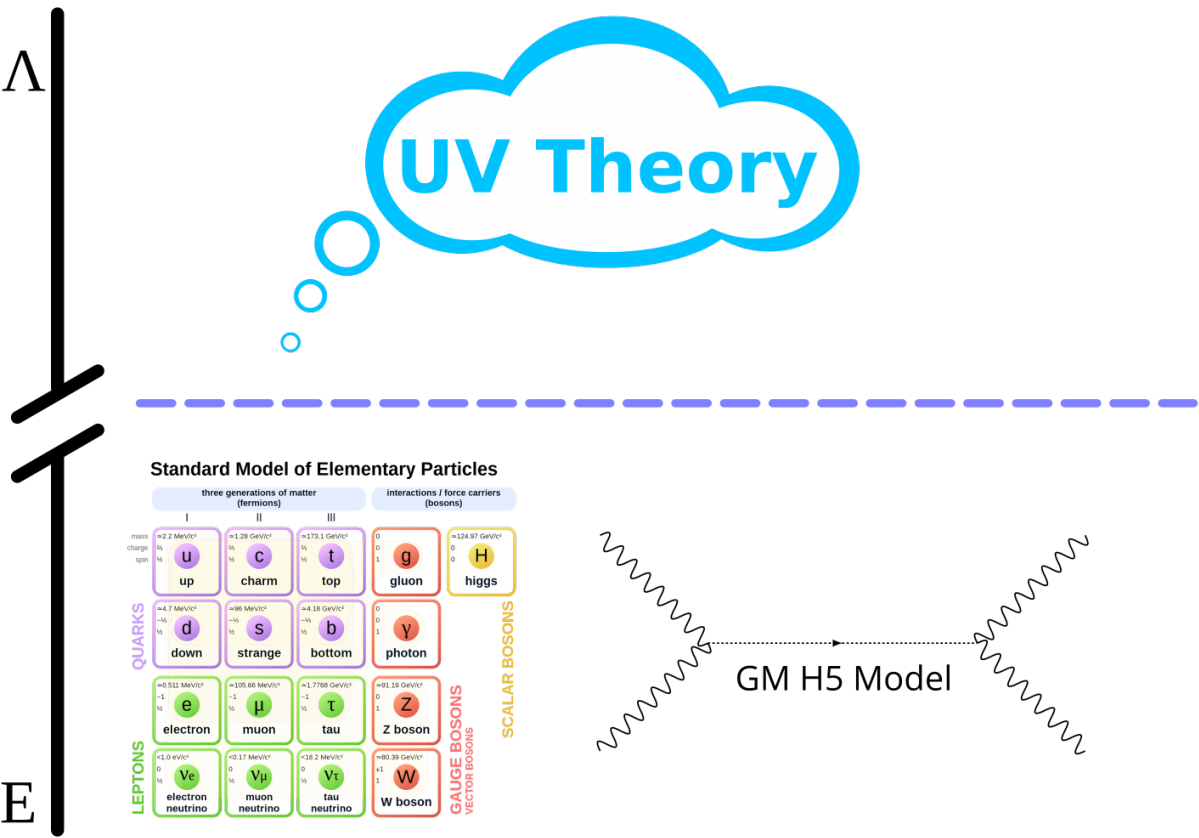 Λ
UV Theory
Standard Model of Elementary Particles
three generations of matter
(fermions)
interactions / force carriers
(bosons)
I
II
III
mass
charge
spin
≃2.2 MeV/c²
⅔
½
u
up
≃1.28 GeV/c²
⅔
½
c
charm
≃173.1 GeV/c²
⅔
½
t
top
0
0
1
g
gluon
≃124.97 GeV/c²
0
0
H
higgs
QUARKS
≃4.7 MeV/c²
−⅓
½
d
down
≃96 MeV/c²
−⅓
½
s
strange
≃4.18 GeV/c²
−⅓
½
b
bottom
0
0
1
γ
photon
SCALAR BOSONS
LEPTONS
≃0.511 MeV/c²
−1
½
e
electron
≃105.66 MeV/c²
−1
½
μ
muon
≃1.7768 GeV/c²
−1
½
τ
tau
≃91.19 GeV/c²
0
1
Z
Z boson
GAUGE BOSONS
VECTOR BOSONS
<1.0 eV/c²
0
½
νe
electron
neutrino
<0.17 MeV/c²
0
½
νμ
muon
neutrino
<18.2 MeV/c²
0
½
ντ
tau
neutrino
≃80.39 GeV/c²
±1
1
W
W boson
GM H5 Model
E